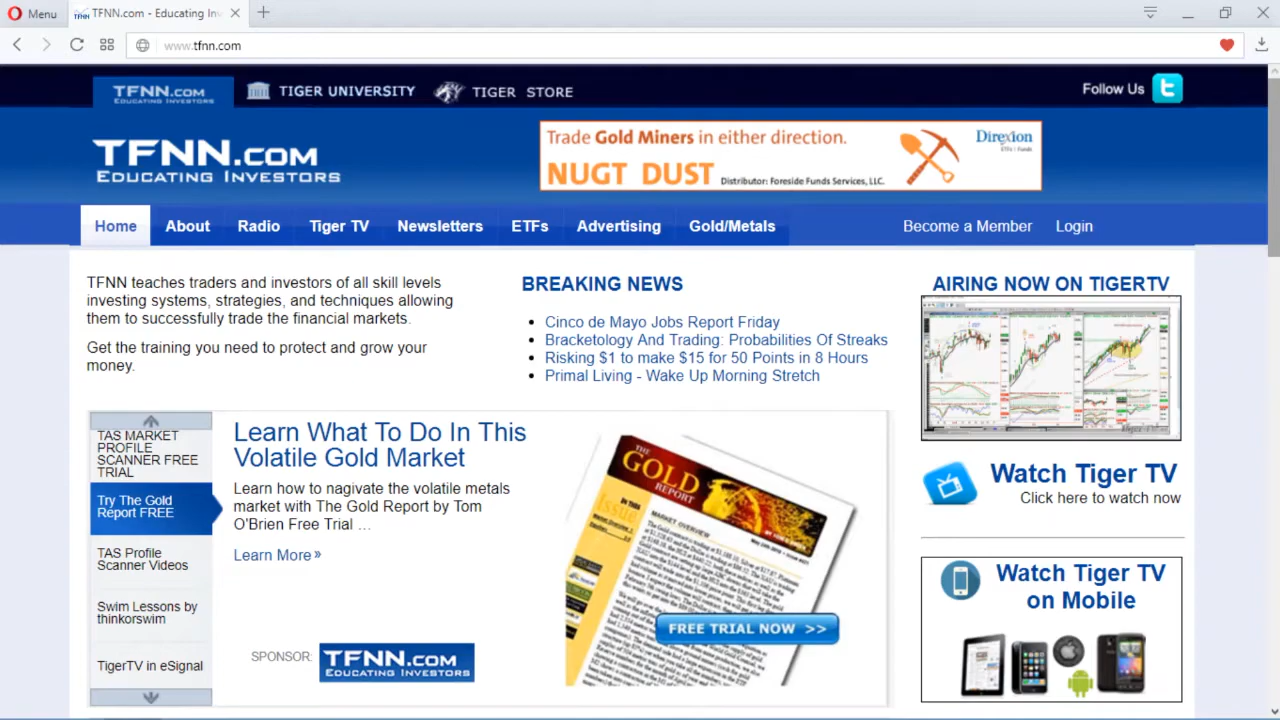 Menu
TFNN.com - Educating Inv
www.tfnn.com
TFNN.COM
EDUCATING INVESTORS
TIGER UNIVERSITY
TIGER STORE
Follow Us
TFNN.COM
EDUCATING INVESTORS
Trade Gold Miners in either direction.
NUGT DUST
Distributor: Foreside Funds Services, LLC.
Direxion
Home
About
Radio
Tiger TV
Newsletters
ETFs
Advertising
Gold/Metals
Become a Member
Login
TFNN teaches traders and investors of all skill levels
investing systems, strategies, and techniques allowing
them to successfully trade the financial markets.
Get the training you need to protect and grow your
money.
BREAKING NEWS
Cinco de Mayo Jobs Report Friday
Bracketology And Trading: Probabilities Of Streaks
Risking $1 to make $15 for 50 Points in 8 Hours
Primal Living - Wake Up Morning Stretch
AIRING NOW ON TIGERTV
Watch Tiger TV
Click here to watch now
Watch Tiger TV
on Mobile
TAS MARKET
PROFILE
SCANNER FREE
TRIAL
Try The Gold
Report FREE
TAS Profile
Scanner Videos
Swim Lessons by
thinkorswim
TigerTV in eSignal
Learn What To Do In This
Volatile Gold Market
Learn how to nagivate the volatile metals
market with The Gold Report by Tom
O'Brien Free Trial ...
Learn More »
SPONSOR:
TFNN.COM
EDUCATING INVESTORS
THE
GOLD
REPORT
MARKET OVERVIEW
FREE TRIAL NOW >>